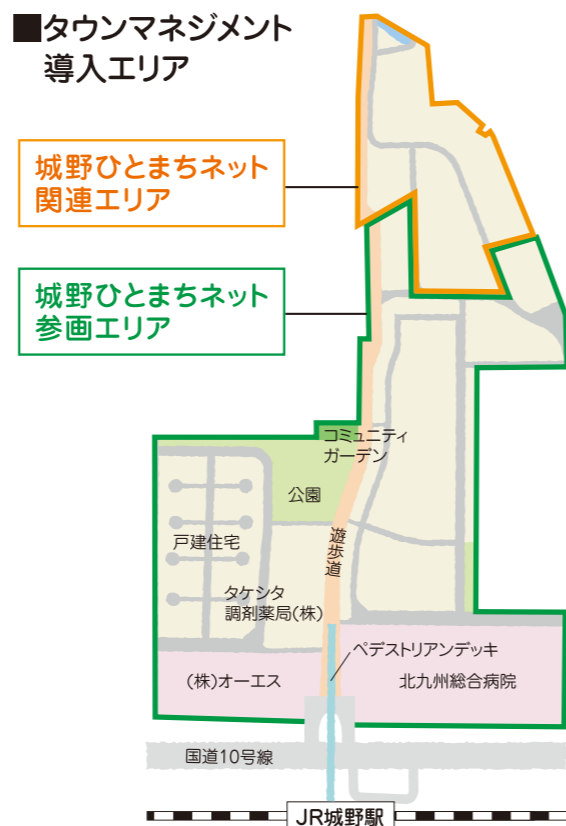 ■タウンマネジメント
導入エリア
城野ひとまちネット
関連エリア
城野ひとまちネット
参画エリア
コミュニティ
ガーデン
公園
遊歩道
戸建住宅
タケシタ
調剤薬局(株)
ペデストリアンデッキ
(株)オーエス
北九州総合病院
国道10号線
JR城野駅